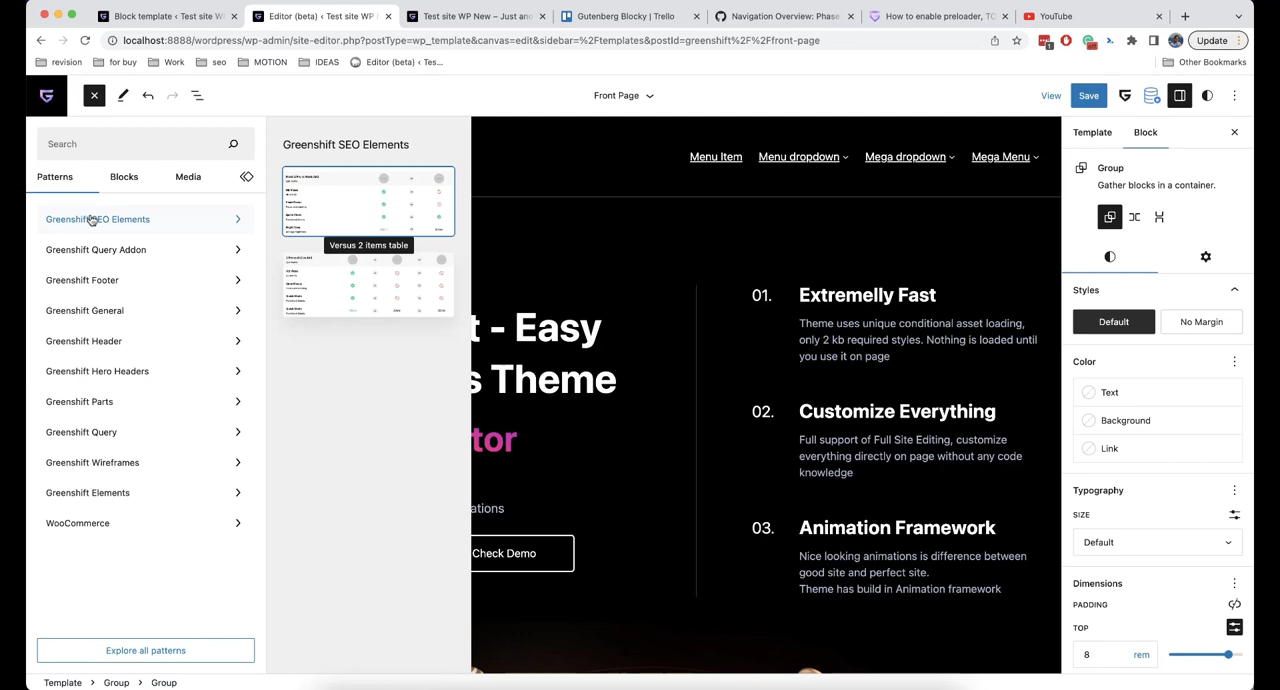 Block template ‹ Test site W
Editor (beta) ‹ Test site WP
Test site WP New – Just ano
Gutenberg Blocky | Trello
Navigation Overview: Phase
How to enable preloader, TO
YouTube
localhost:8888/wordpress/wp-admin/site-editor.php?postType=wp_template&canvas=edit&sidebar=%2Ftemplates&postId=greenshift%2F%2Ffront-page
Update
revision
for buy
Work
seo
MOTION
IDEAS
Editor (beta) ‹ Tes...
Other Bookmarks
Front Page
View
Save
Search
Patterns
Blocks
Media
Greenshift SEO Elements
Greenshift Query Addon
Greenshift Footer
Greenshift General
Greenshift Header
Greenshift Hero Headers
Greenshift Parts
Greenshift Query
Greenshift Wireframes
Greenshift Elements
WooCommerce
Explore all patterns
Greenshift SEO Elements
Versus 2 items table
Menu Item
Menu dropdown
Mega dropdown
Mega Menu
t - Easy
s Theme
tor
ations
Check Demo
01.
Extremelly Fast
Theme uses unique conditional asset loading,
only 2 kb required styles. Nothing is loaded until
you use it on page
02.
Customize Everything
Full support of Full Site Editing, customize
everything directly on page without any code
knowledge
03.
Animation Framework
Nice looking animations is difference between
good site and perfect site.
Theme has build in Animation framework
Template
Block
Group
Gather blocks in a container.
Styles
Default
No Margin
Color
Text
Background
Link
Typography
SIZE
Default
Dimensions
PADDING
TOP
8
rem
Template
Group
Group